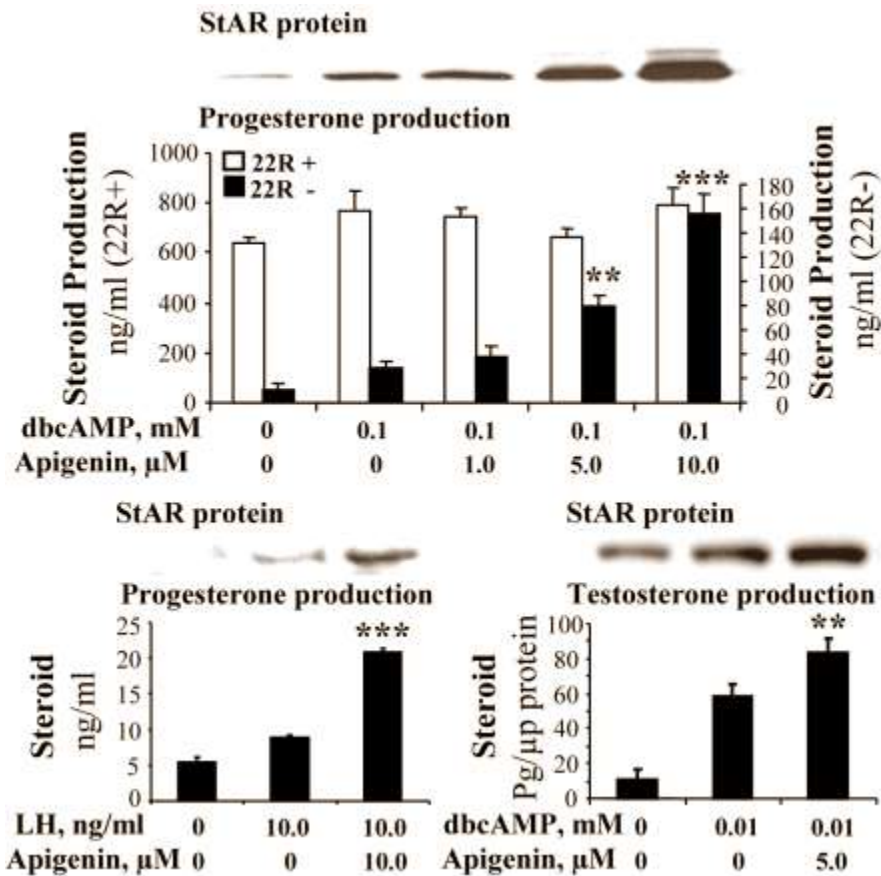 StAR protein
Progesterone production
Steroid Production
ng/ml (22R+)
1000
800
600
400
200
0
22R +
22R -
**
***
180
160
140
120
100
80
60
40
20
0
Steroid Production
ng/ml (22R-)
dbcAMP, mM 0 0.1 0.1 0.1 0.1
Apigenin, µM 0 0 1.0 5.0 10.0
StAR protein
Progesterone production
Steroid
ng/ml
25
20
15
10
5
0
***
LH, ng/ml 0 10.0 10.0
Apigenin, µM 0 0 10.0
StAR protein
Testosterone production
Steroid
Pg/µp protein
100
80
60
40
20
0
**
dbcAMP, mM 0 0.01 0.01
Apigenin, µM 0 0 5.0